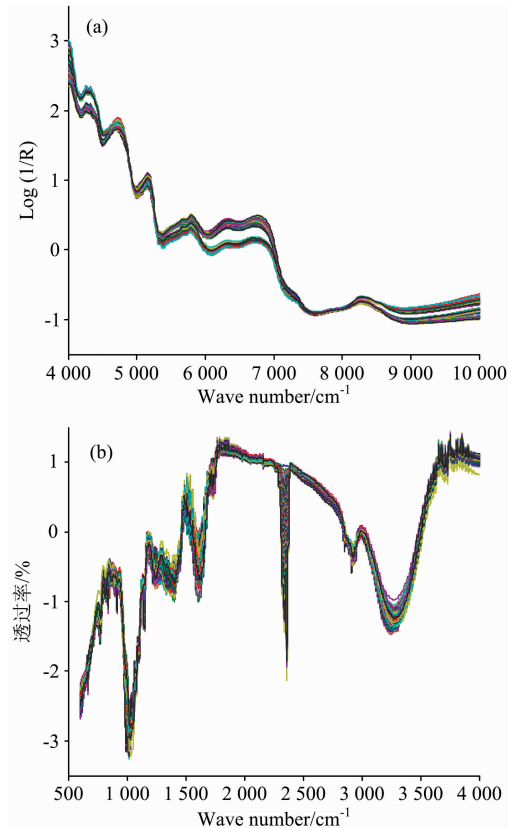 (a)
Log (1/R)
3
2
1
0
-1
4 000 5 000 6 000 7 000 8 000 9 000 10 000
Wave number/cm-1
(b)
透过率/%
1
0
-1
-2
-3
500 1 000 1 500 2 000 2 500 3 000 3 500 4 000
Wave number/cm-1